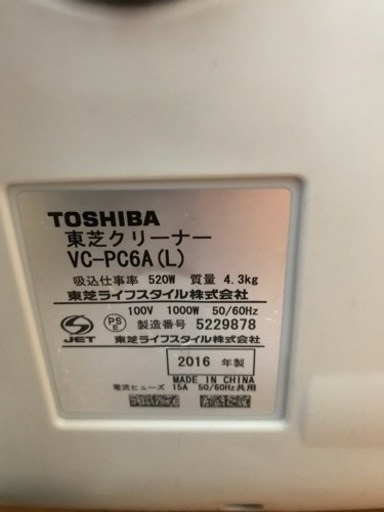 TOSHIBA
東芝クリーナー
VC-PC6A(L)
吸込仕事率 520W 質量 4.3kg
東芝ライフスタイル株式会社
100V 1000W 50/60Hz
PS E 製造番号 5229878
JET 東芝ライフスタイル株式会社
2016 年製
MADE IN CHINA
電流ヒューズ 15A 50/60Hz共用